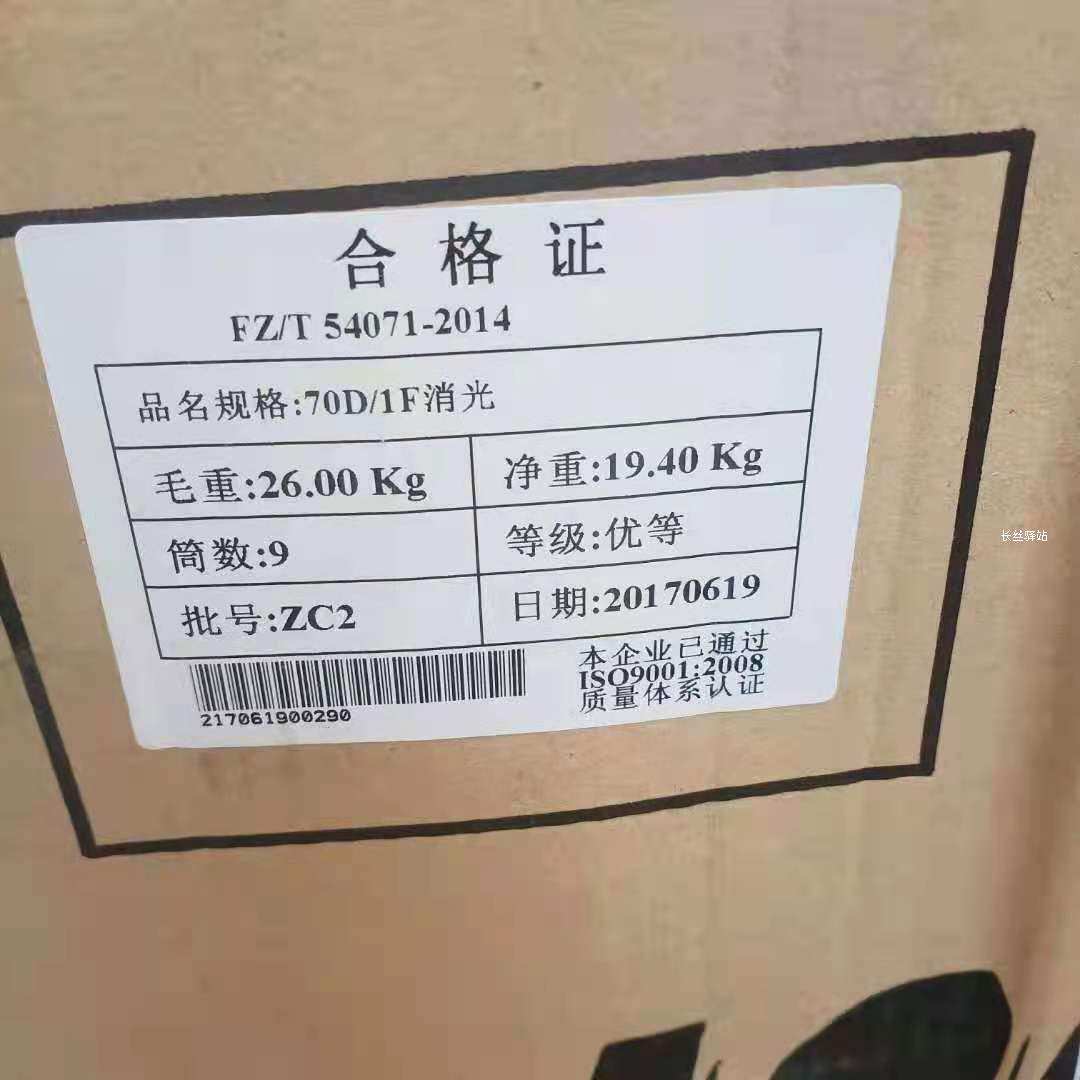 合格证
FZ/T 54071-2014
品名规格:70D/1F消光
毛重:26.00 Kg
净重:19.40 Kg
筒数:9
等级:优等
批号:ZC2
日期:20170619
217061900290
本企业已通过
ISO9001:2008
质量体系认证
长丝驿站